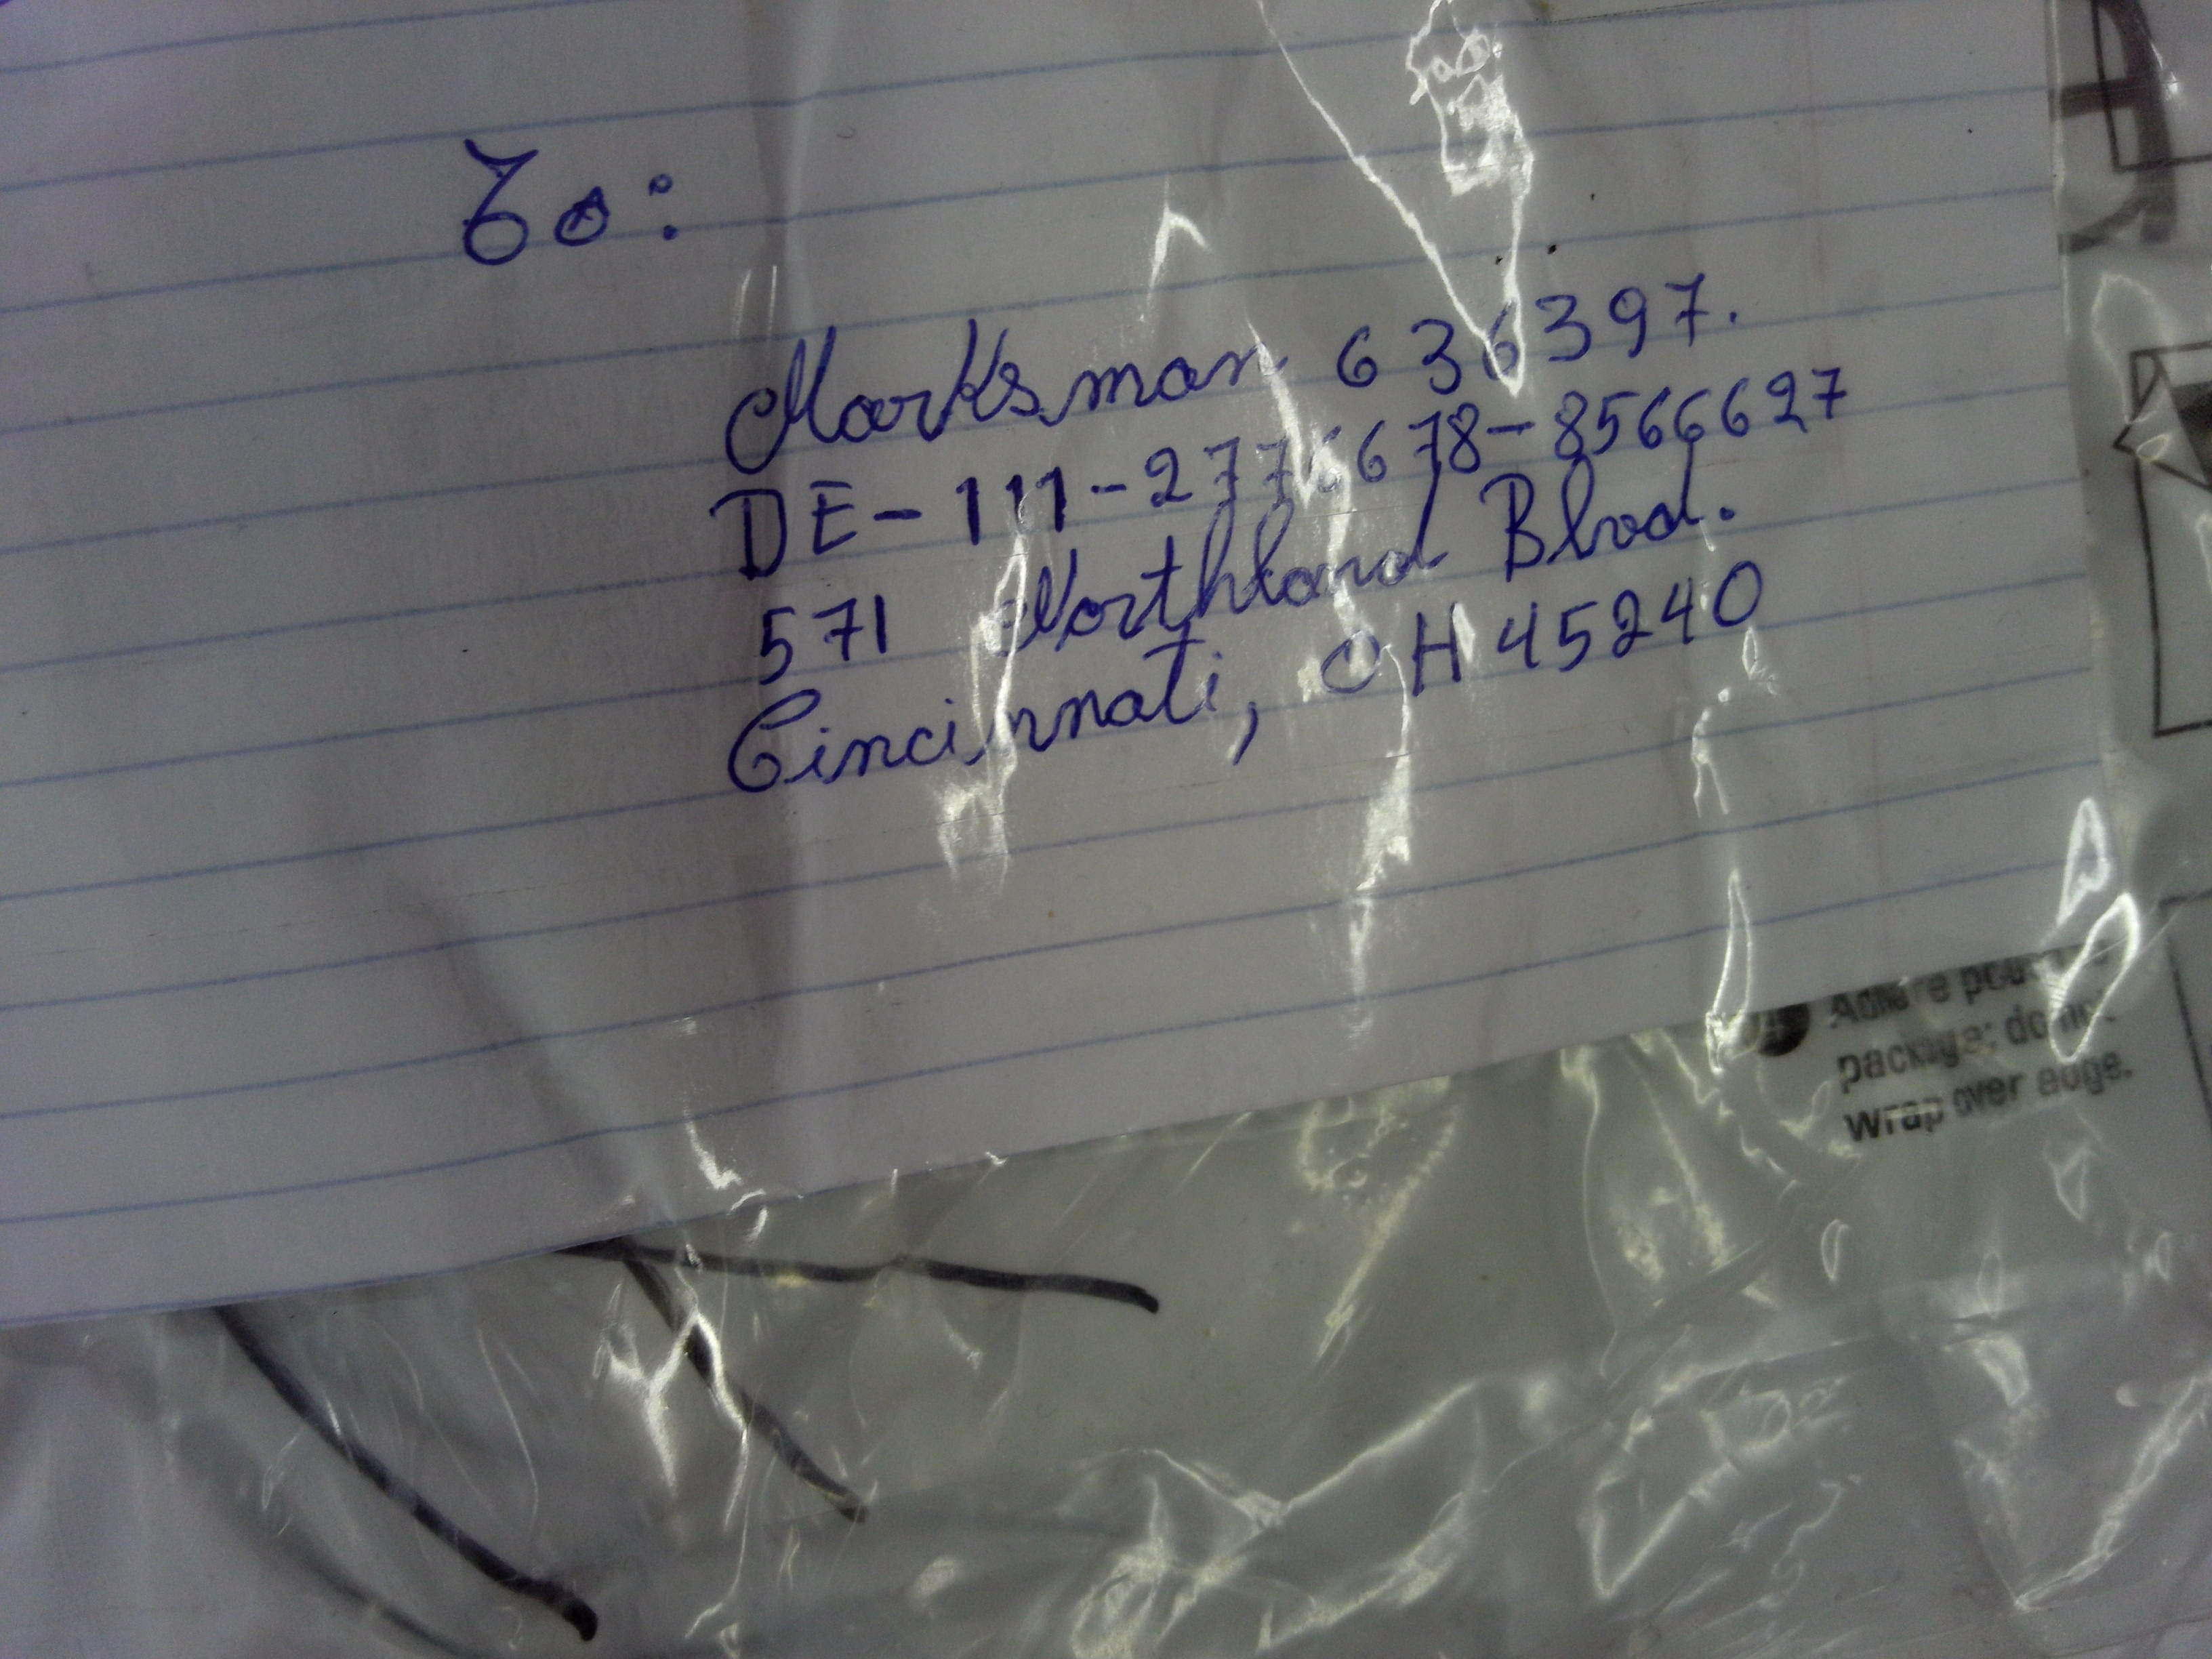 To:
Marksman 636397.
DE-111-2776678-8566627
571 Northland Blvd.
Cincinnati, OH 45240
package; do not
wrap over edge.